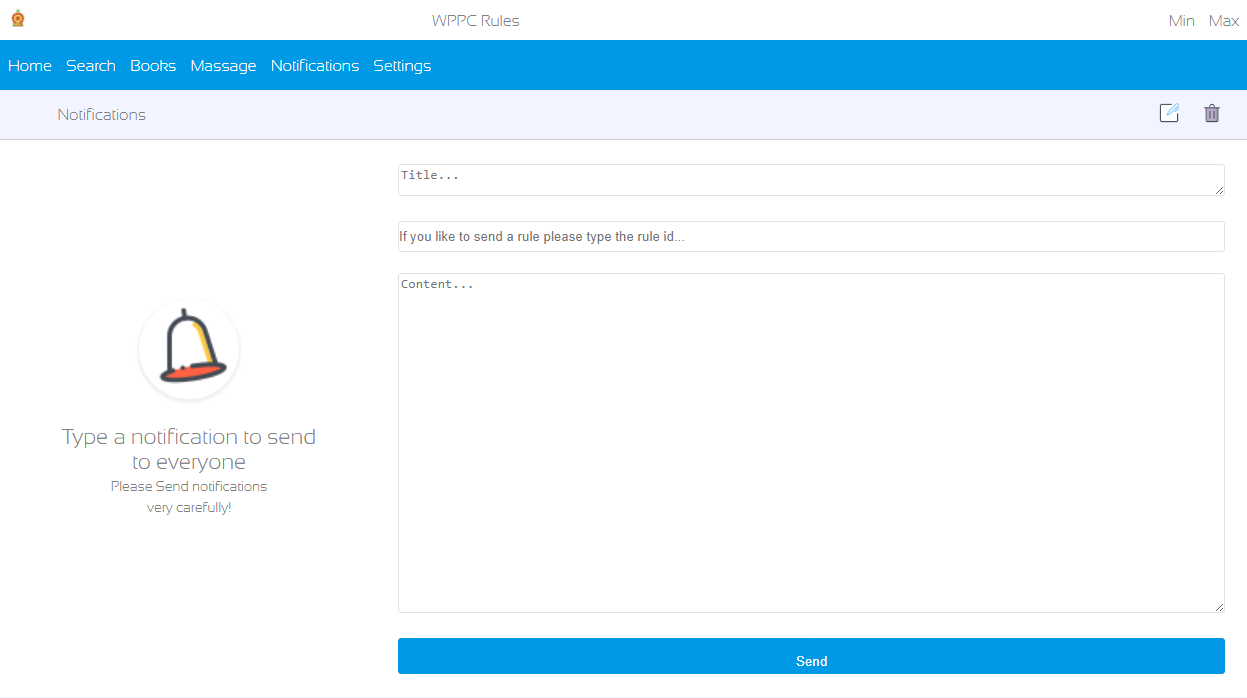 WPPC Rules
Min Max
Home Search Books Massage Notifications Settings
Notifications
Title...
If you like to send a rule please type the rule id...
Content...
Type a notification to send
to everyone
Please Send notifications
very carefully!
Send